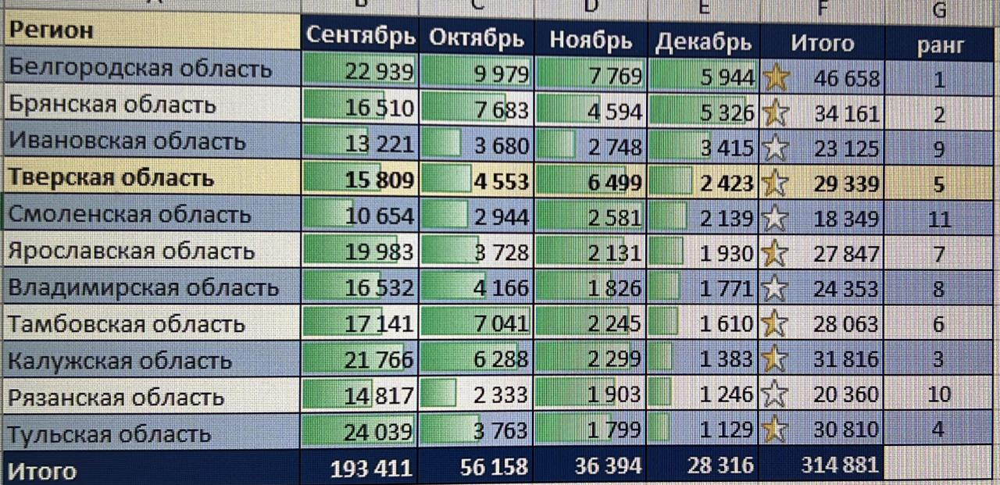 B C D E F G
Регион Сентябрь Октябрь Ноябрь Декабрь Итого ранг
Белгородская область 22 939 9 979 7 769 5 944 46 658 1
Брянская область 16 510 7 683 4 594 5 326 34 161 2
Ивановская область 13 221 3 680 2 748 3 415 23 125 9
Тверская область 15 809 4 553 6 499 2 423 29 339 5
Смоленская область 10 654 2 944 2 581 2 139 18 349 11
Ярославская область 19 983 3 728 2 131 1 930 27 847 7
Владимирская область 16 532 4 166 1 826 1 771 24 353 8
Тамбовская область 17 141 7 041 2 245 1 610 28 063 6
Калужская область 21 766 6 288 2 299 1 383 31 816 3
Рязанская область 14 817 2 333 1 903 1 246 20 360 10
Тульская область 24 039 3 763 1 799 1 129 30 810 4
Итого 193 411 56 158 36 394 28 316 314 881